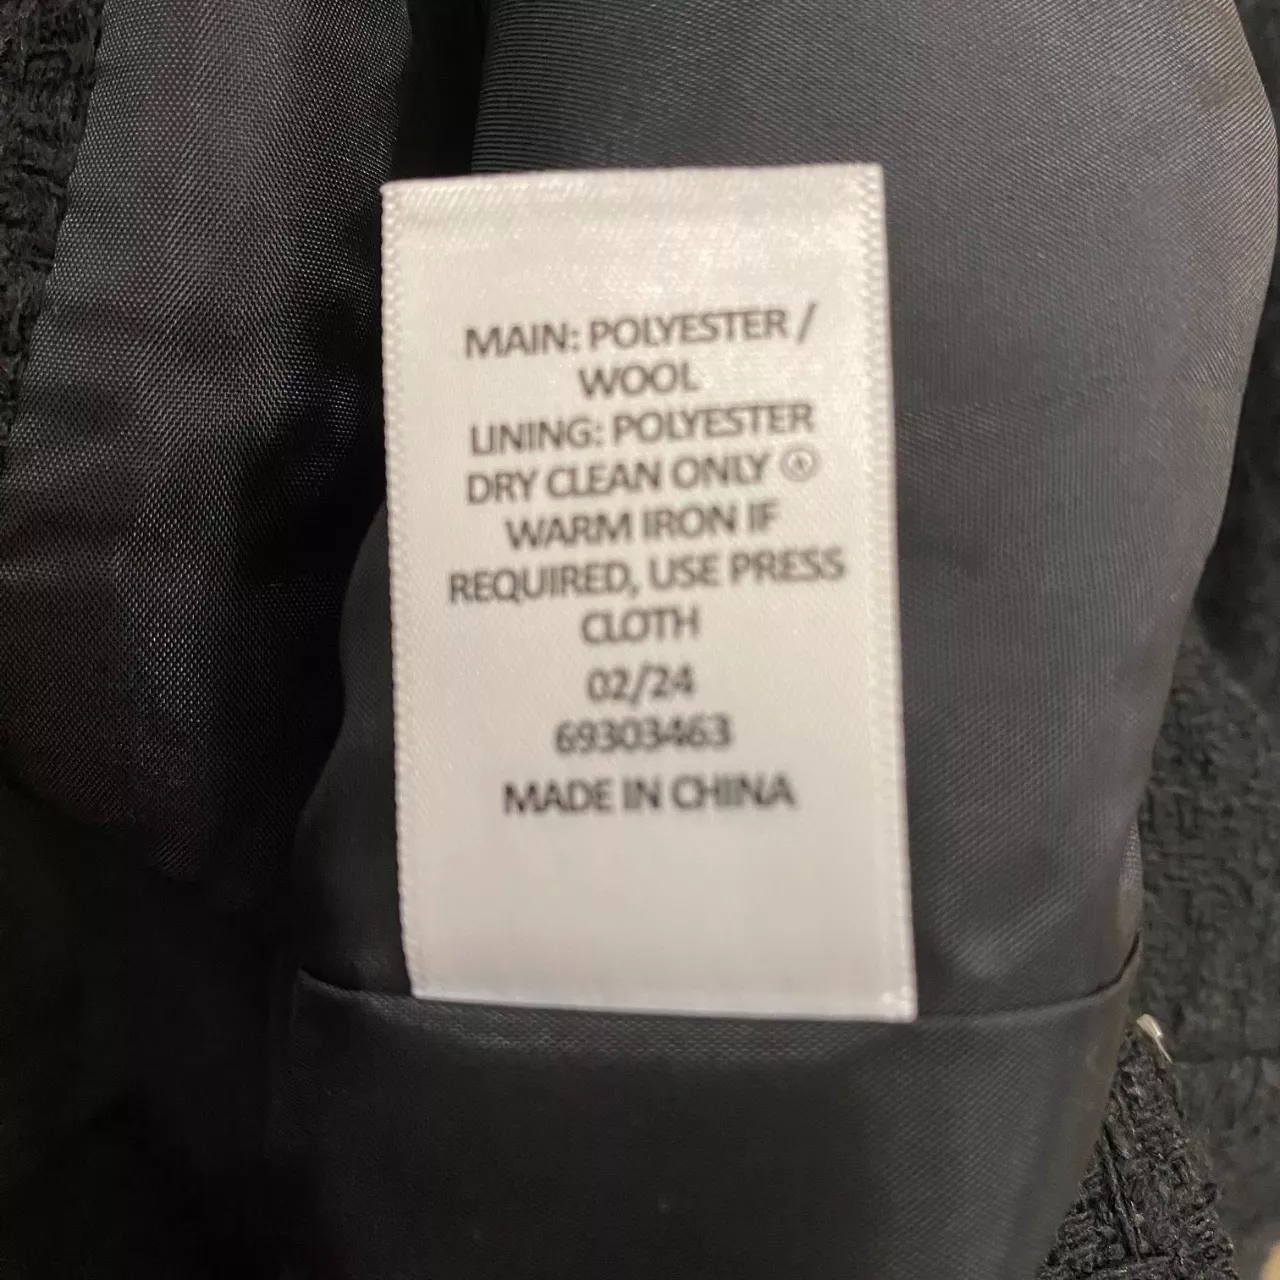 MAIN: POLYESTER /
WOOL
LINING: POLYESTER
DRY CLEAN ONLY Ⓐ
WARM IRON IF
REQUIRED, USE PRESS
CLOTH
02/24
69303463
MADE IN CHINA